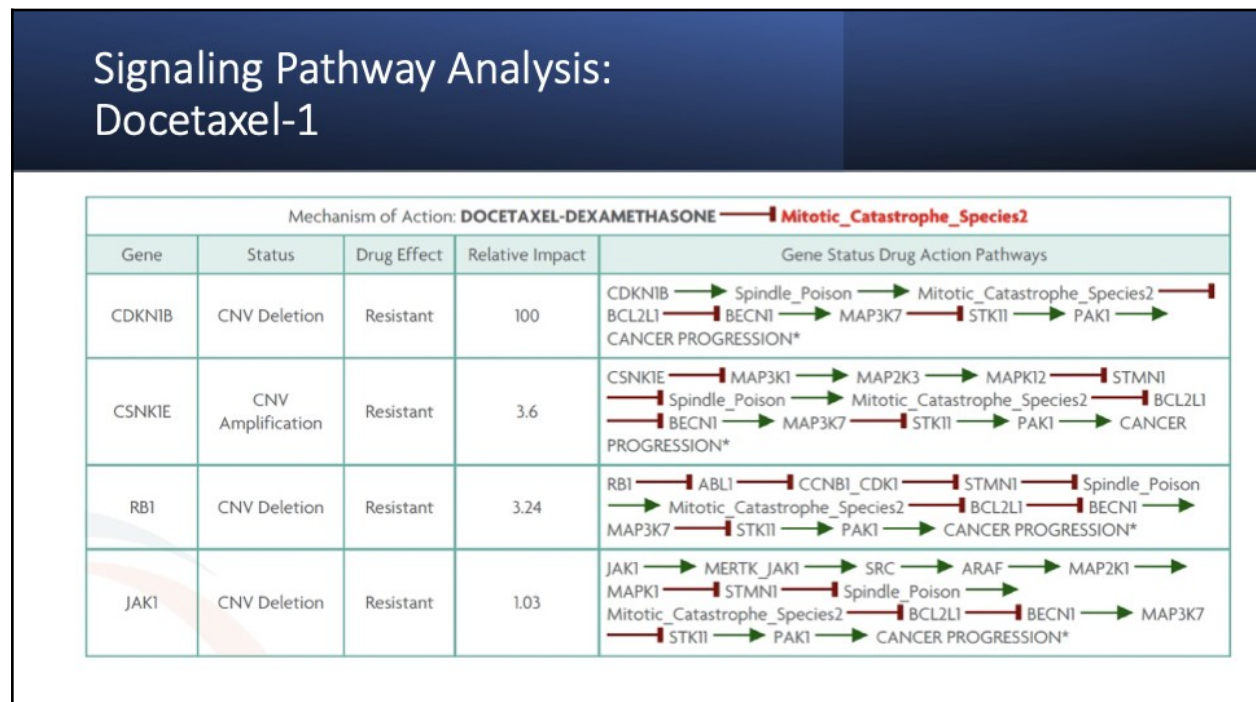 Signaling Pathway Analysis:
Docetaxel-1
Mechanism of Action: DOCETAXEL-DEXAMETHASONE Mitotic_Catastrophe_Species2
Gene Status Drug Effect Relative Impact Gene Status Drug Action Pathways
CDKN1B CNV Deletion Resistant 100
CDKN1B Spindle_Poison Mitotic_Catastrophe_Species2
BCL2L1 BECN1 MAP3K7 STK11 PAK1
CANCER PROGRESSION*
CSNK1E CNV Amplification Resistant 3.6
CSNK1E MAP3K1 MAP2K3 MAPK12 STMN1
Spindle_Poison Mitotic_Catastrophe_Species2 BCL2L1
BECN1 MAP3K7 STK11 PAK1 CANCER
PROGRESSION*
RB1 CNV Deletion Resistant 3.24
RB1 ABL1 CCNB1_CDK1 STMN1 Spindle_Poison
Mitotic_Catastrophe_Species2 BCL2L1 BECN1
MAP3K7 STK11 PAK1 CANCER PROGRESSION*
JAK1 CNV Deletion Resistant 1.03
JAK1 MERTK_JAK1 SRC ARAF MAP2K1
MAPK1 STMN1 Spindle_Poison
Mitotic_Catastrophe_Species2 BCL2L1 BECN1 MAP3K7
STK11 PAK1 CANCER PROGRESSION*